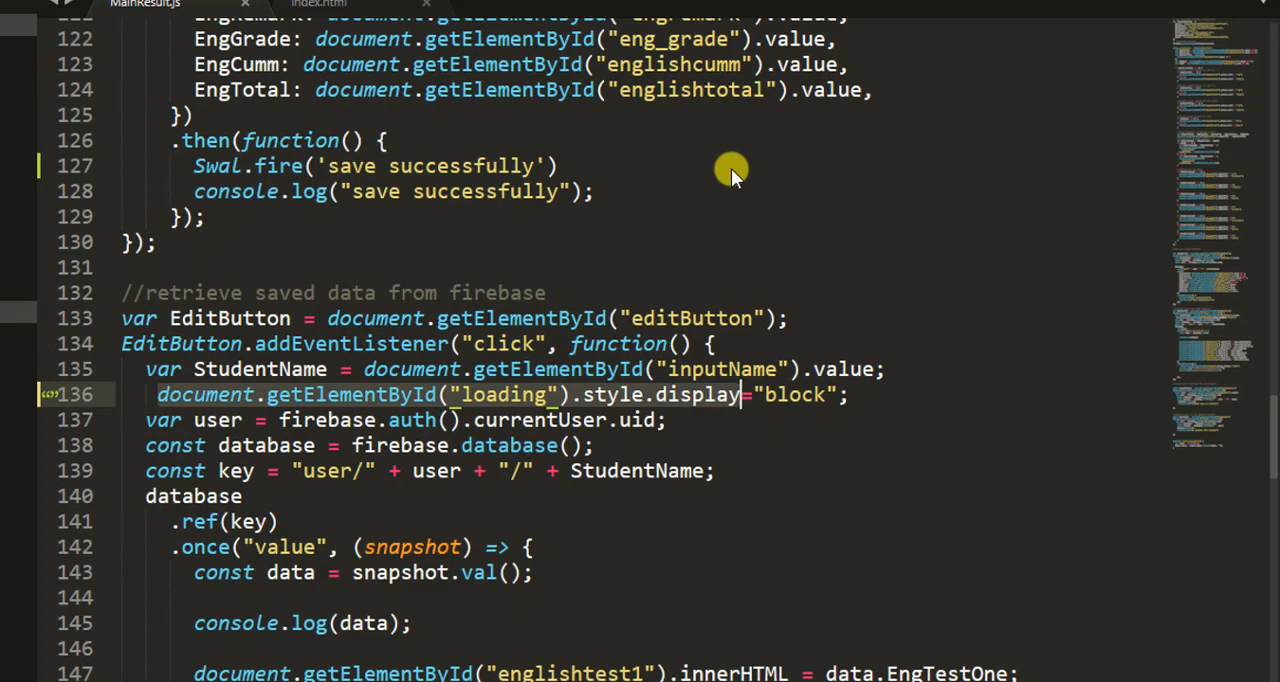 MainResult.js × index.html ×
122 EngGrade: document.getElementById("eng_grade").value,
123 EngCumm: document.getElementById("englishcumm").value,
124 EngTotal: document.getElementById("englishtotal").value,
125 })
126 .then(function() {
127 Swal.fire('save successfully')
128 console.log("save successfully");
129 });
130 });
131
132 //retrieve saved data from firebase
133 var EditButton = document.getElementById("editButton");
134 EditButton.addEventListener("click", function() {
135 var StudentName = document.getElementById("inputName").value;
136 document.getElementById("loading").style.display="block";
137 var user = firebase.auth().currentUser.uid;
138 const database = firebase.database();
139 const key = "user/" + user + "/" + StudentName;
140 database
141 .ref(key)
142 .once("value", (snapshot) => {
143 const data = snapshot.val();
144
145 console.log(data);
146
147 document.getElementById("englishtest1").innerHTML = data.EngTestOne;